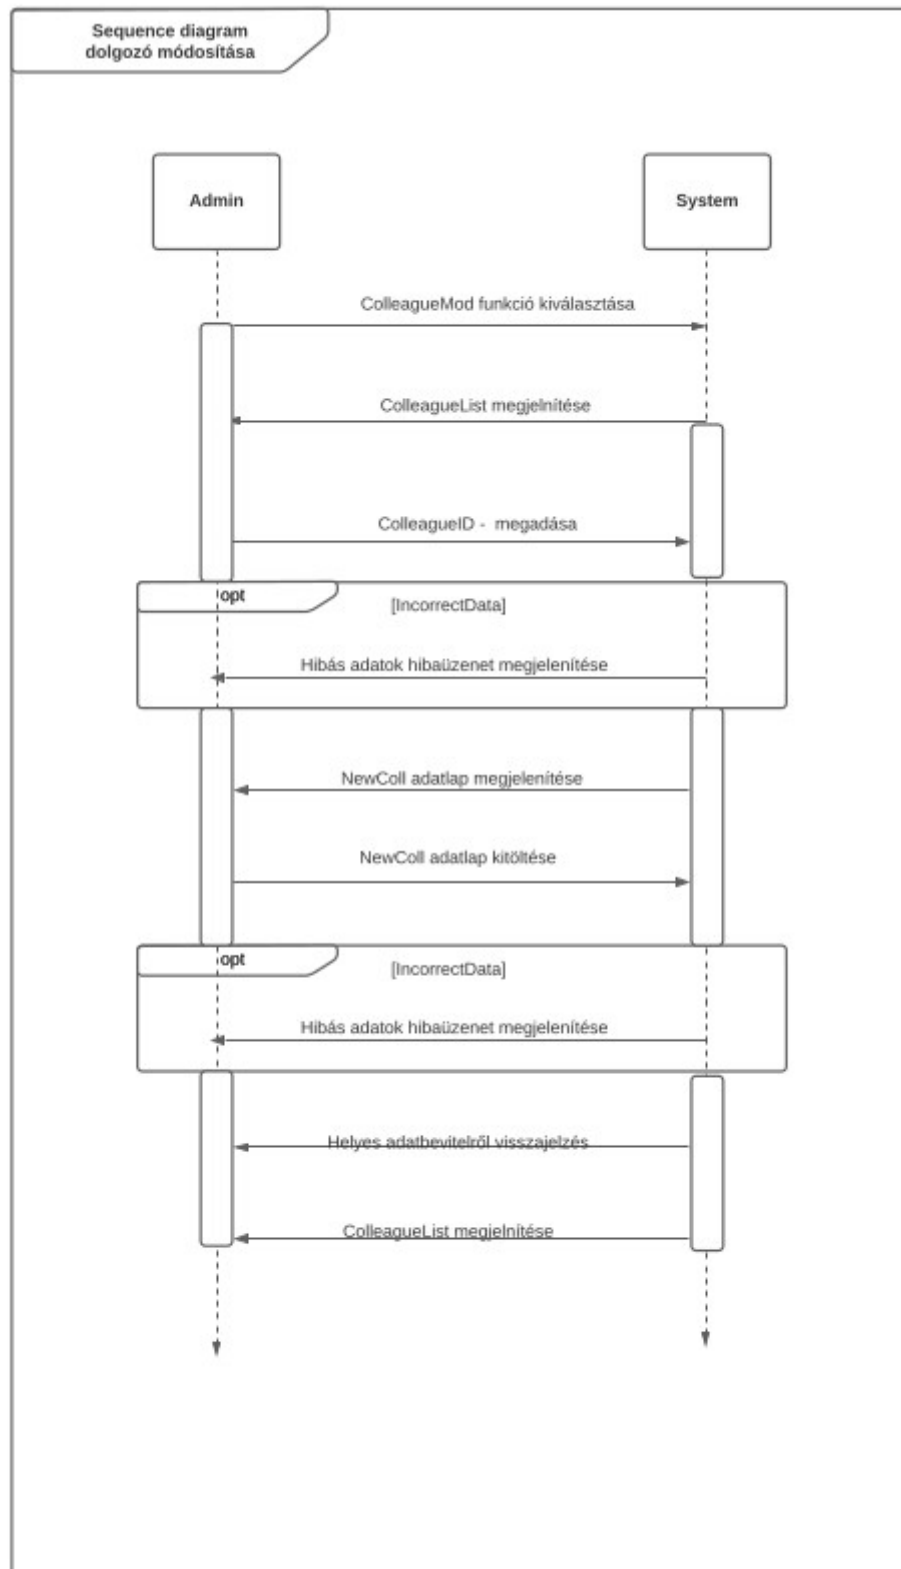 Sequence diagram
dolgozó módosítása
Admin
System
ColleagueMod funkció kiválasztása
ColleagueList megjelnítése
ColleagueID -  megadása
opt
[IncorrectData]
Hibás adatok hibaüzenet megjelenítése
NewColl adatlap megjelenítése
NewColl adatlap kitöltése
opt
[IncorrectData]
Hibás adatok hibaüzenet megjelenítése
Helyes adatbevitelről visszajelzés
ColleagueList megjelnítése